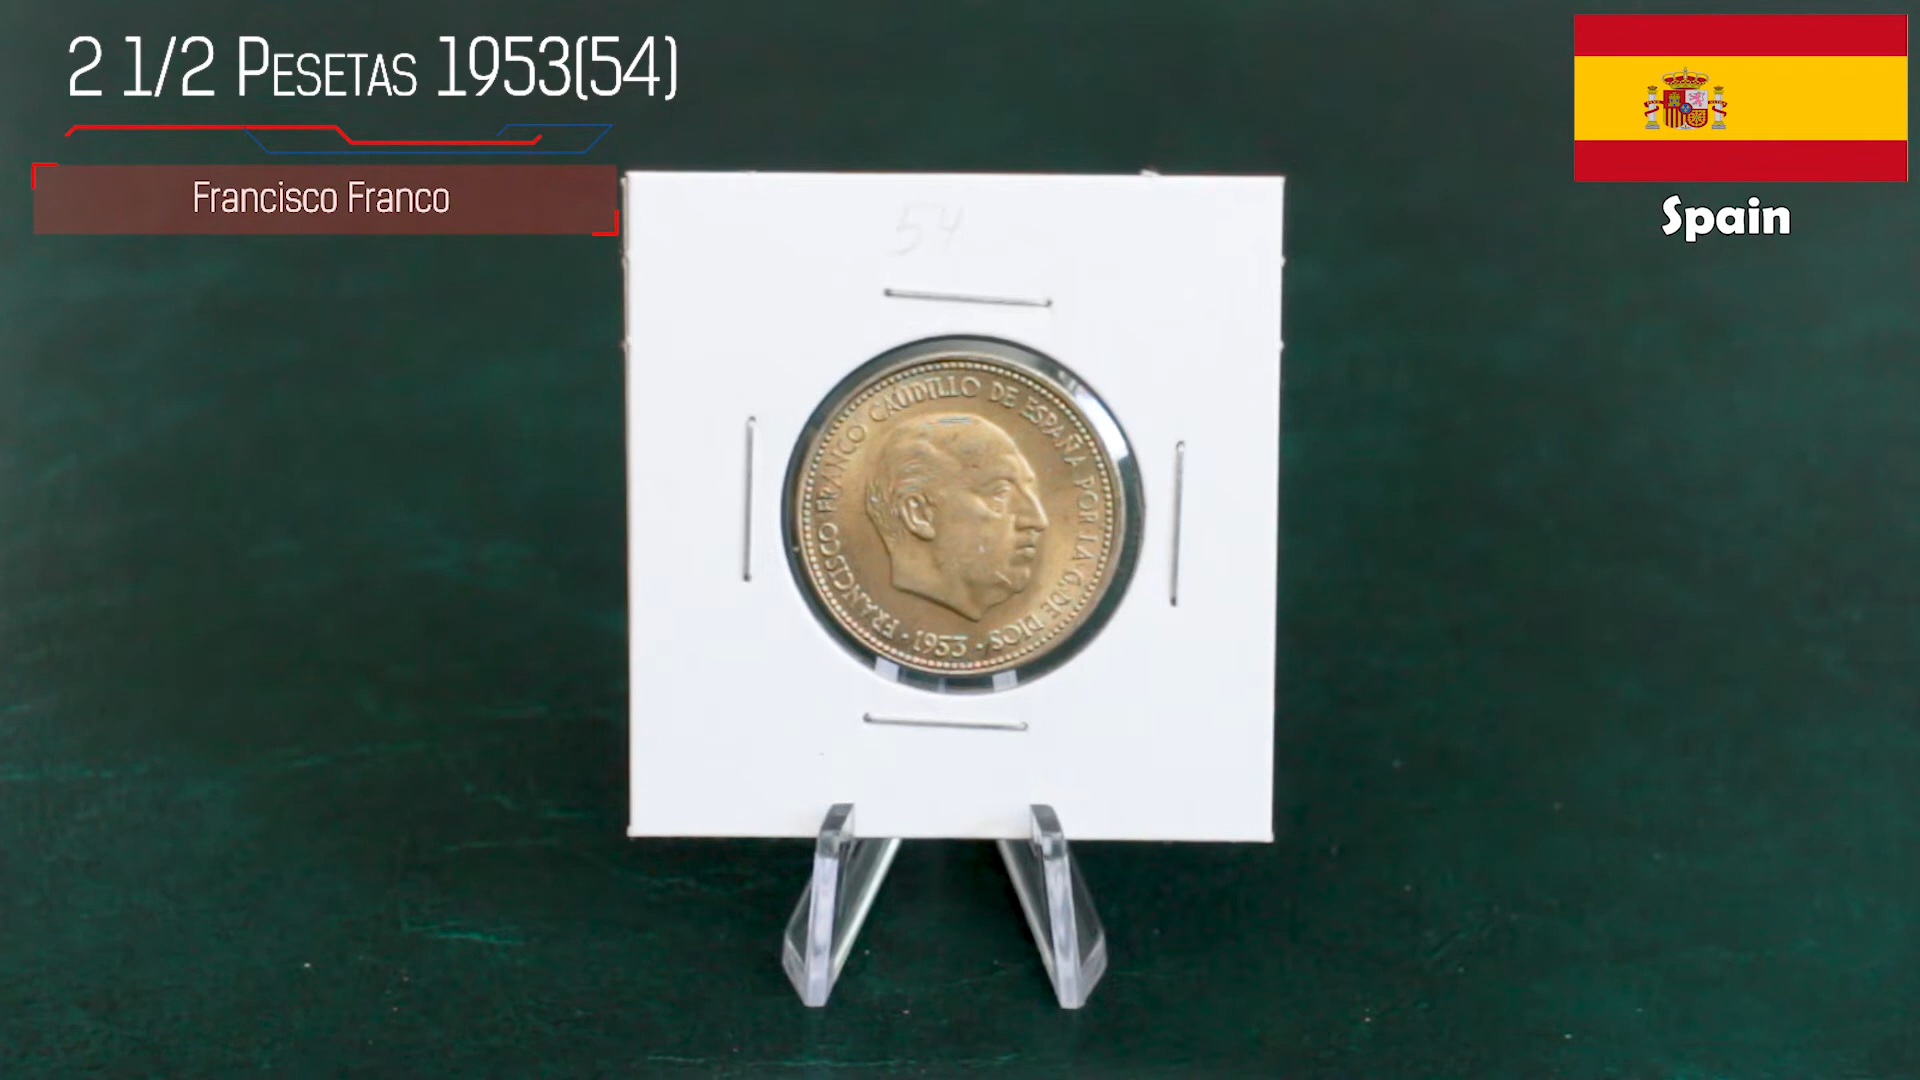 2 1/2 Pesetas 1953(54)
Francisco Franco
Spain
54
FRANCISCO FRANCO CAUDILLO DE ESPAÑA POR LA G. DE DIOS
· 1953 ·